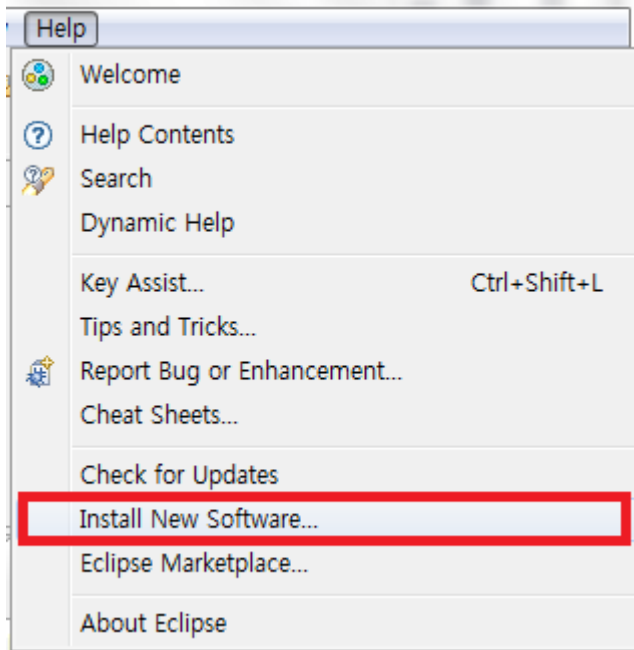 Help
Welcome
Help Contents
Search
Dynamic Help
Key Assist... Ctrl+Shift+L
Tips and Tricks...
Report Bug or Enhancement...
Cheat Sheets...
Check for Updates
Install New Software...
Eclipse Marketplace...
About Eclipse